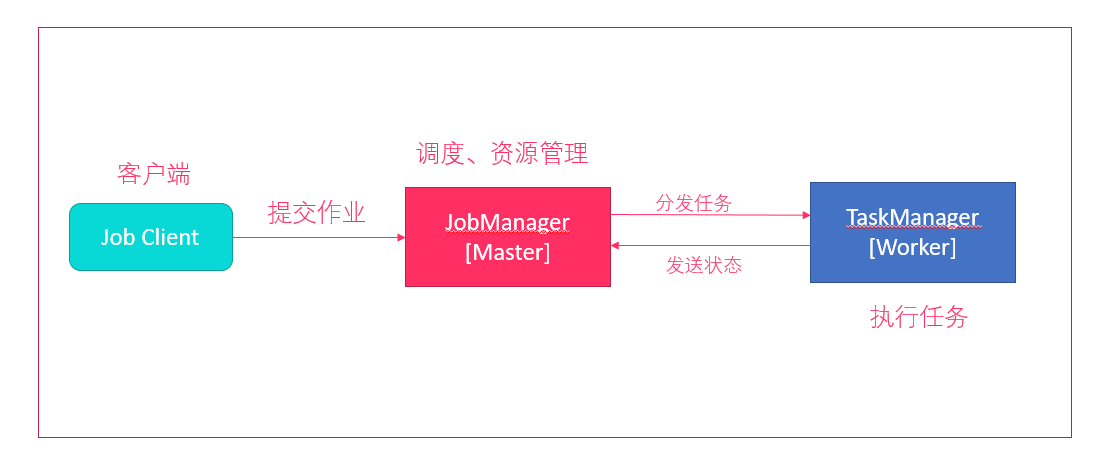 客户端
Job Client
提交作业
调度、资源管理
JobManager
[Master]
分发任务
发送状态
TaskManager
[Worker]
执行任务